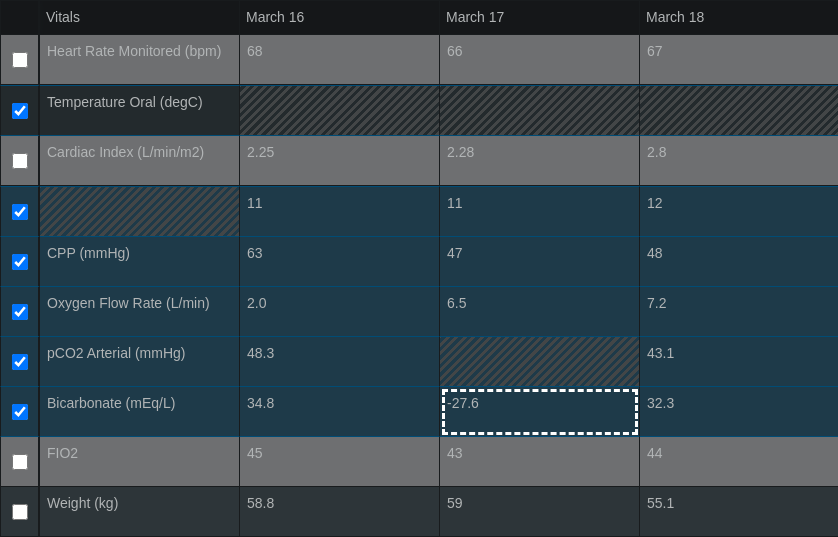 Vitals March 16 March 17 March 18
Heart Rate Monitored (bpm) 68 66 67
Temperature Oral (degC)
Cardiac Index (L/min/m2) 2.25 2.28 2.8
11 11 12
CPP (mmHg) 63 47 48
Oxygen Flow Rate (L/min) 2.0 6.5 7.2
pCO2 Arterial (mmHg) 48.3 43.1
Bicarbonate (mEq/L) 34.8 -27.6 32.3
FIO2 45 43 44
Weight (kg) 58.8 59 55.1